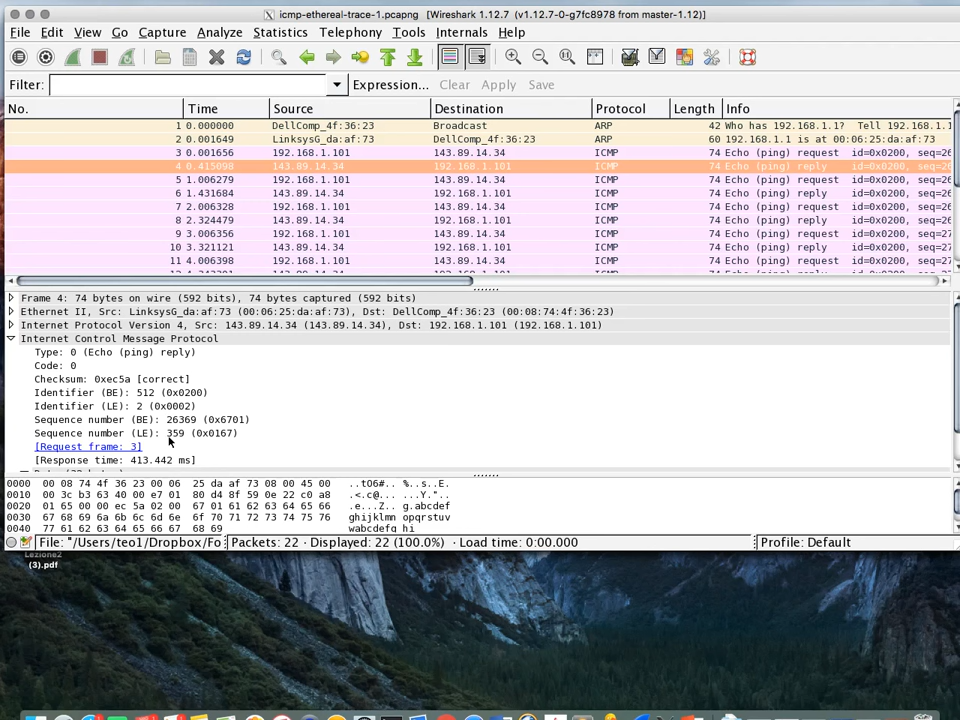 icmp-ethereal-trace-1.pcapng [Wireshark 1.12.7 (v1.12.7-0-g7fc8978 from master-1.12)]
File Edit View Go Capture Analyze Statistics Telephony Tools Internals Help
Filter: Expression... Clear Apply Save
No. Time Source Destination Protocol Length Info
1 0.000000 DellComp_4f:36:23 Broadcast ARP 42 Who has 192.168.1.1? Tell 192.168.1.1
2 0.001649 LinksysG_da:af:73 DellComp_4f:36:23 ARP 60 192.168.1.1 is at 00:06:25:da:af:73
3 0.001656 192.168.1.101 143.89.14.34 ICMP 74 Echo (ping) request id=0x0200, seq=26
4 0.415098 143.89.14.34 192.168.1.101 ICMP 74 Echo (ping) reply id=0x0200, seq=26
5 1.006279 192.168.1.101 143.89.14.34 ICMP 74 Echo (ping) request id=0x0200, seq=26
6 1.431684 143.89.14.34 192.168.1.101 ICMP 74 Echo (ping) reply id=0x0200, seq=26
7 2.006328 192.168.1.101 143.89.14.34 ICMP 74 Echo (ping) request id=0x0200, seq=26
8 2.324479 143.89.14.34 192.168.1.101 ICMP 74 Echo (ping) reply id=0x0200, seq=26
9 3.006356 192.168.1.101 143.89.14.34 ICMP 74 Echo (ping) request id=0x0200, seq=27
10 3.321121 143.89.14.34 192.168.1.101 ICMP 74 Echo (ping) reply id=0x0200, seq=27
11 4.006398 192.168.1.101 143.89.14.34 ICMP 74 Echo (ping) request id=0x0200, seq=27
Frame 4: 74 bytes on wire (592 bits), 74 bytes captured (592 bits)
Ethernet II, Src: LinksysG_da:af:73 (00:06:25:da:af:73), Dst: DellComp_4f:36:23 (00:08:74:4f:36:23)
Internet Protocol Version 4, Src: 143.89.14.34 (143.89.14.34), Dst: 192.168.1.101 (192.168.1.101)
Internet Control Message Protocol
Type: 0 (Echo (ping) reply)
Code: 0
Checksum: 0xec5a [correct]
Identifier (BE): 512 (0x0200)
Identifier (LE): 2 (0x0002)
Sequence number (BE): 26369 (0x6701)
Sequence number (LE): 359 (0x0167)
[Request frame: 3]
[Response time: 413.442 ms]
0000 00 08 74 4f 36 23 00 06 25 da af 73 08 00 45 00 ..tO6#.. %..s..E.
0010 00 3c b3 63 40 00 e7 01 80 d4 8f 59 0e 22 c0 a8 .<.c@... ...Y."..
0020 01 65 00 00 ec 5a 02 00 67 01 61 62 63 64 65 66 .e...Z.. g.abcdef
0030 67 68 69 6a 6b 6c 6d 6e 6f 70 71 72 73 74 75 76 ghijklmn opqrstuv
0040 77 61 62 63 64 65 66 67 68 69 wabcdefg hi
File: "/Users/teo1/Dropbox/Fo Packets: 22 · Displayed: 22 (100.0%) · Load time: 0:00.000 Profile: Default
Lezione2
(3).pdf